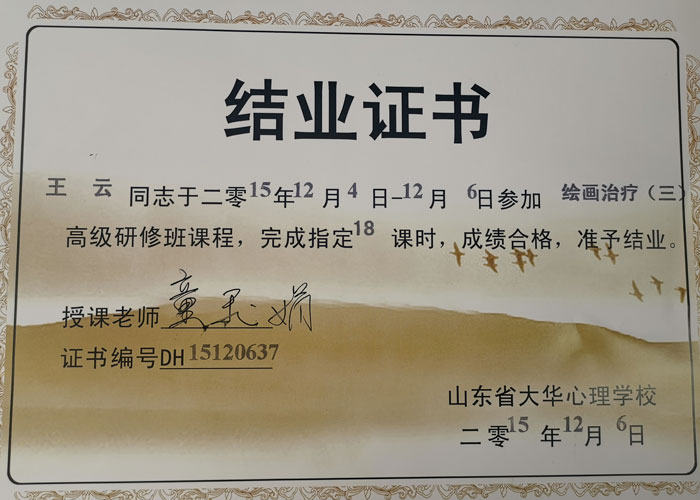 结业证书
王 云 同志于二零15年12月4日-12月6日参加 绘画治疗（三）
高级研修班课程，完成指定18课时，成绩合格，准予结业。
授课老师
证书编号DH15120637
山东省大华心理学校
二零15年12月6日